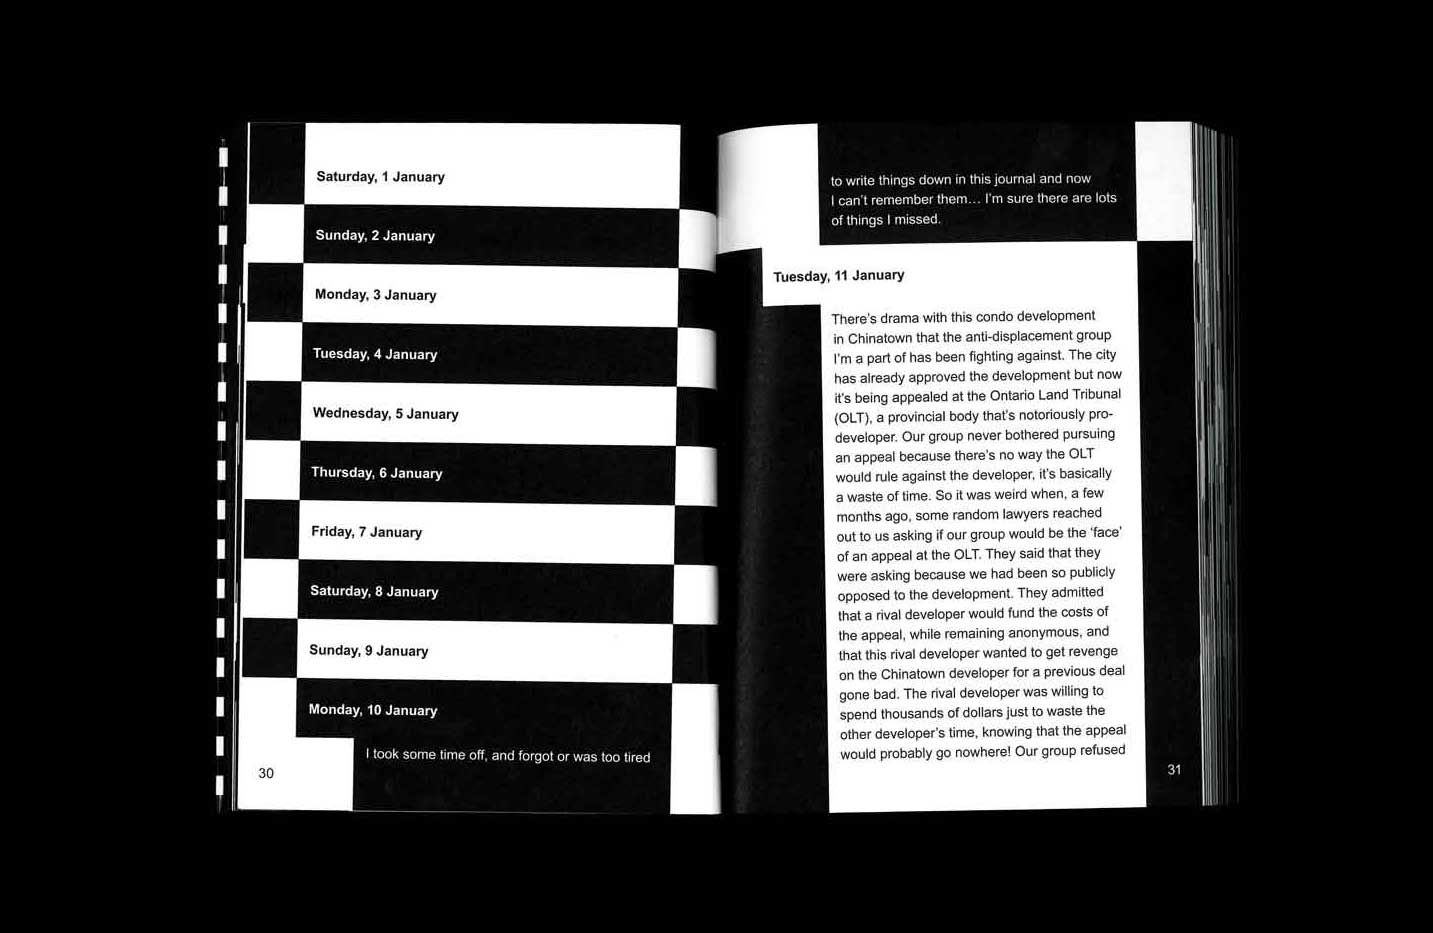 Saturday, 1 January
Sunday, 2 January
Monday, 3 January
Tuesday, 4 January
Wednesday, 5 January
Thursday, 6 January
Friday, 7 January
Saturday, 8 January
Sunday, 9 January
Monday, 10 January
I took some time off, and forgot or was too tired
30
to write things down in this journal and now
I can’t remember them… I’m sure there are lots
of things I missed.
Tuesday, 11 January
There’s drama with this condo development
in Chinatown that the anti-displacement group
I’m a part of has been fighting against. The city
has already approved the development but now
it’s being appealed at the Ontario Land Tribunal
(OLT), a provincial body that’s notoriously pro-
developer. Our group never bothered pursuing
an appeal because there’s no way the OLT
would rule against the developer, it’s basically
a waste of time. So it was weird when, a few
months ago, some random lawyers reached
out to us asking if our group would be the ‘face’
of an appeal at the OLT. They said that they
were asking because we had been so publicly
opposed to the development. They admitted
that a rival developer would fund the costs of
the appeal, while remaining anonymous, and
that this rival developer wanted to get revenge
on the Chinatown developer for a previous deal
gone bad. The rival developer was willing to
spend thousands of dollars just to waste the
other developer’s time, knowing that the appeal
would probably go nowhere! Our group refused
31